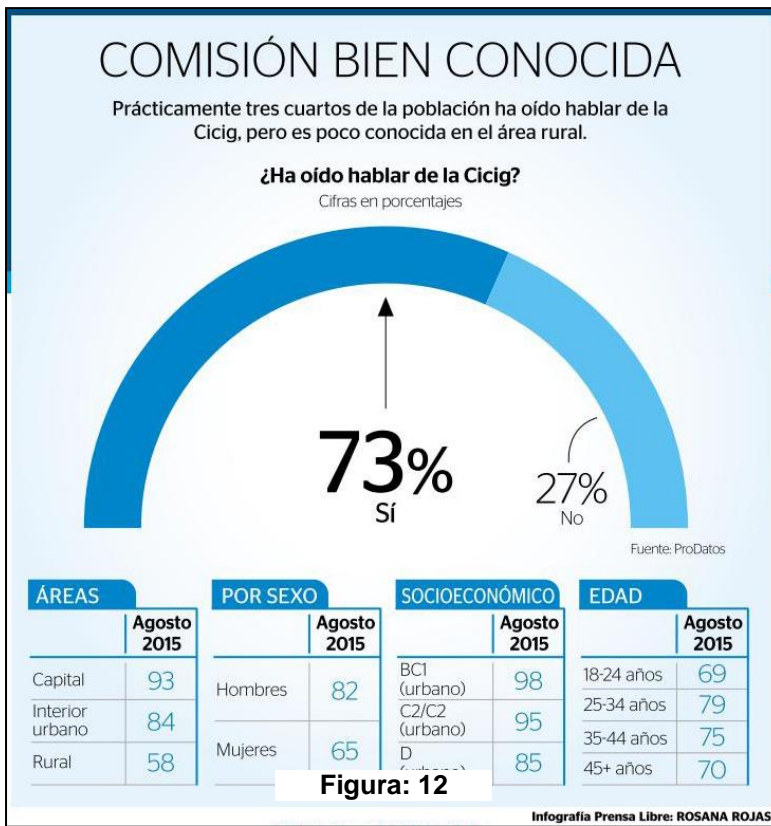 COMISIÓN BIEN CONOCIDA
Prácticamente tres cuartos de la población ha oído hablar de la
Cicig, pero es poco conocida en el área rural.
¿Ha oído hablar de la Cicig?
Cifras en porcentajes
73%
Sí
27%
No
Fuente: ProDatos
ÁREAS
Agosto
2015
Capital 93
Interior
urbano 84
Rural 58
POR SEXO
Agosto
2015
Hombres 82
Mujeres 65
SOCIOECONÓMICO
Agosto
2015
BC1
(urbano) 98
C2/C2
(urbano) 95
D
85
EDAD
Agosto
2015
18-24 años 69
25-34 años 79
35-44 años 75
45+ años 70
Figura: 12
Infografía Prensa Libre: ROSANA ROJAS